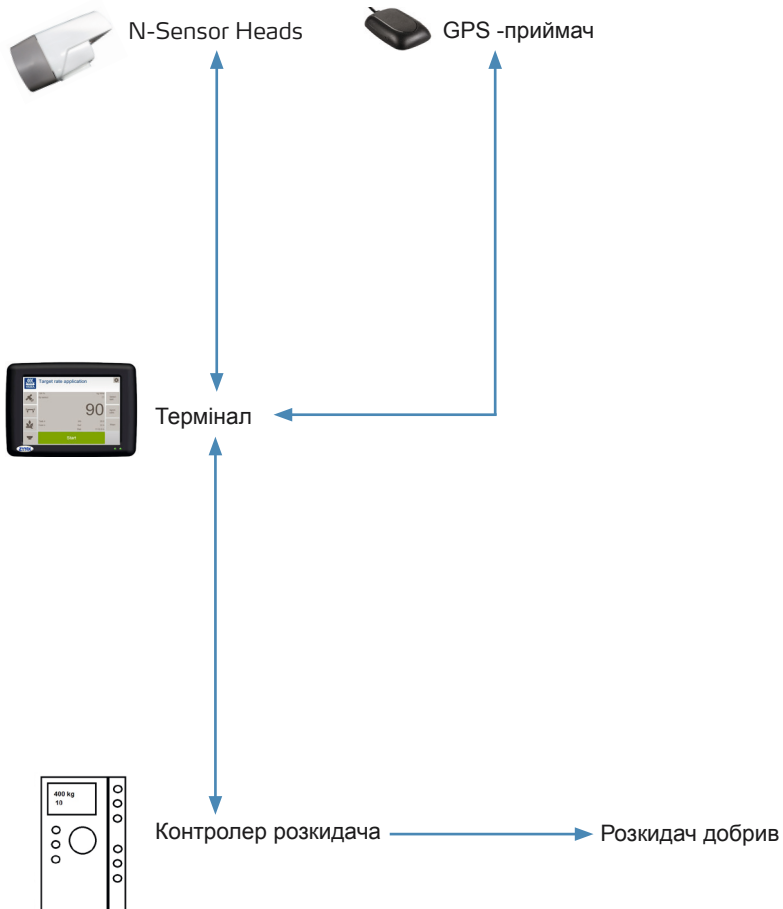 N-Sensor Heads
GPS -приймач
Target rate application
90
Start
Термінал
400 kg
10
Контролер розкидача
Розкидач добрив